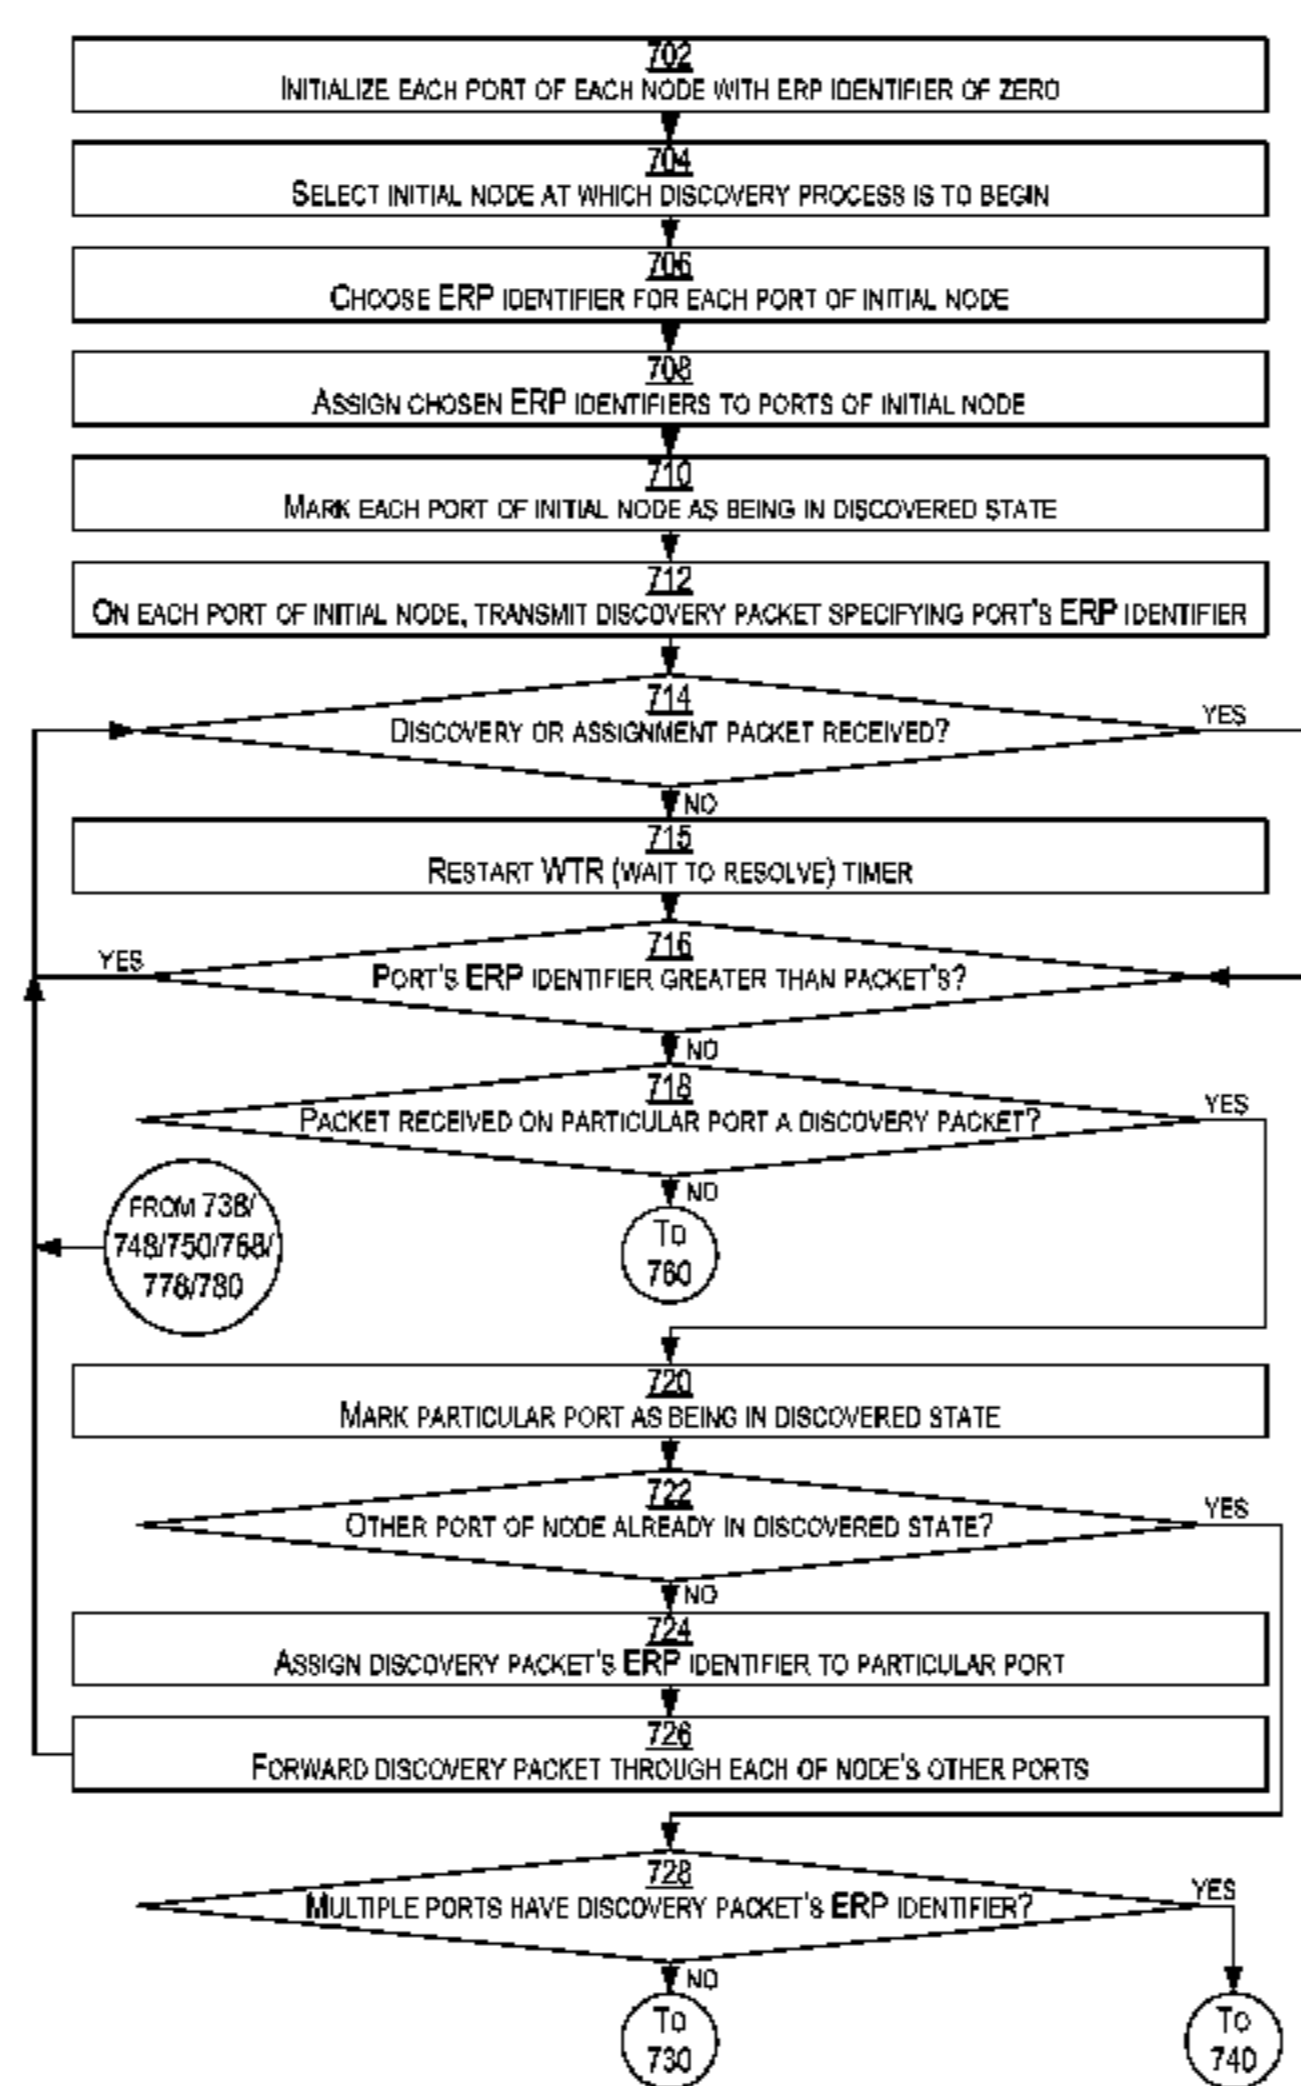 702
INITIALIZE EACH PORT OF EACH NODE WITH ERP IDENTIFIER OF ZERO
704
SELECT INITIAL NODE AT WHICH DISCOVERY PROCESS IS TO BEGIN
706
CHOOSE ERP IDENTIFIER FOR EACH PORT OF INITIAL NODE
708
ASSIGN CHOSEN ERP IDENTIFIERS TO PORTS OF INITIAL NODE
710
MARK EACH PORT OF INITIAL NODE AS BEING IN DISCOVERED STATE
712
ON EACH PORT OF INITIAL NODE, TRANSMIT DISCOVERY PACKET SPECIFYING PORT'S ERP IDENTIFIER
714
DISCOVERY OR ASSIGNMENT PACKET RECEIVED?
YES
NO
715
RESTART WTR (WAIT TO RESOLVE) TIMER
716
PORT'S ERP IDENTIFIER GREATER THAN PACKET'S?
YES
NO
718
PACKET RECEIVED ON PARTICULAR PORT A DISCOVERY PACKET?
YES
NO
FROM 738/
748/750/768/
778/780
TO
760
720
MARK PARTICULAR PORT AS BEING IN DISCOVERED STATE
722
OTHER PORT OF NODE ALREADY IN DISCOVERED STATE?
YES
NO
724
ASSIGN DISCOVERY PACKET'S ERP IDENTIFIER TO PARTICULAR PORT
726
FORWARD DISCOVERY PACKET THROUGH EACH OF NODE'S OTHER PORTS
728
MULTIPLE PORTS HAVE DISCOVERY PACKET'S ERP IDENTIFIER?
YES
NO
TO
730
TO
740